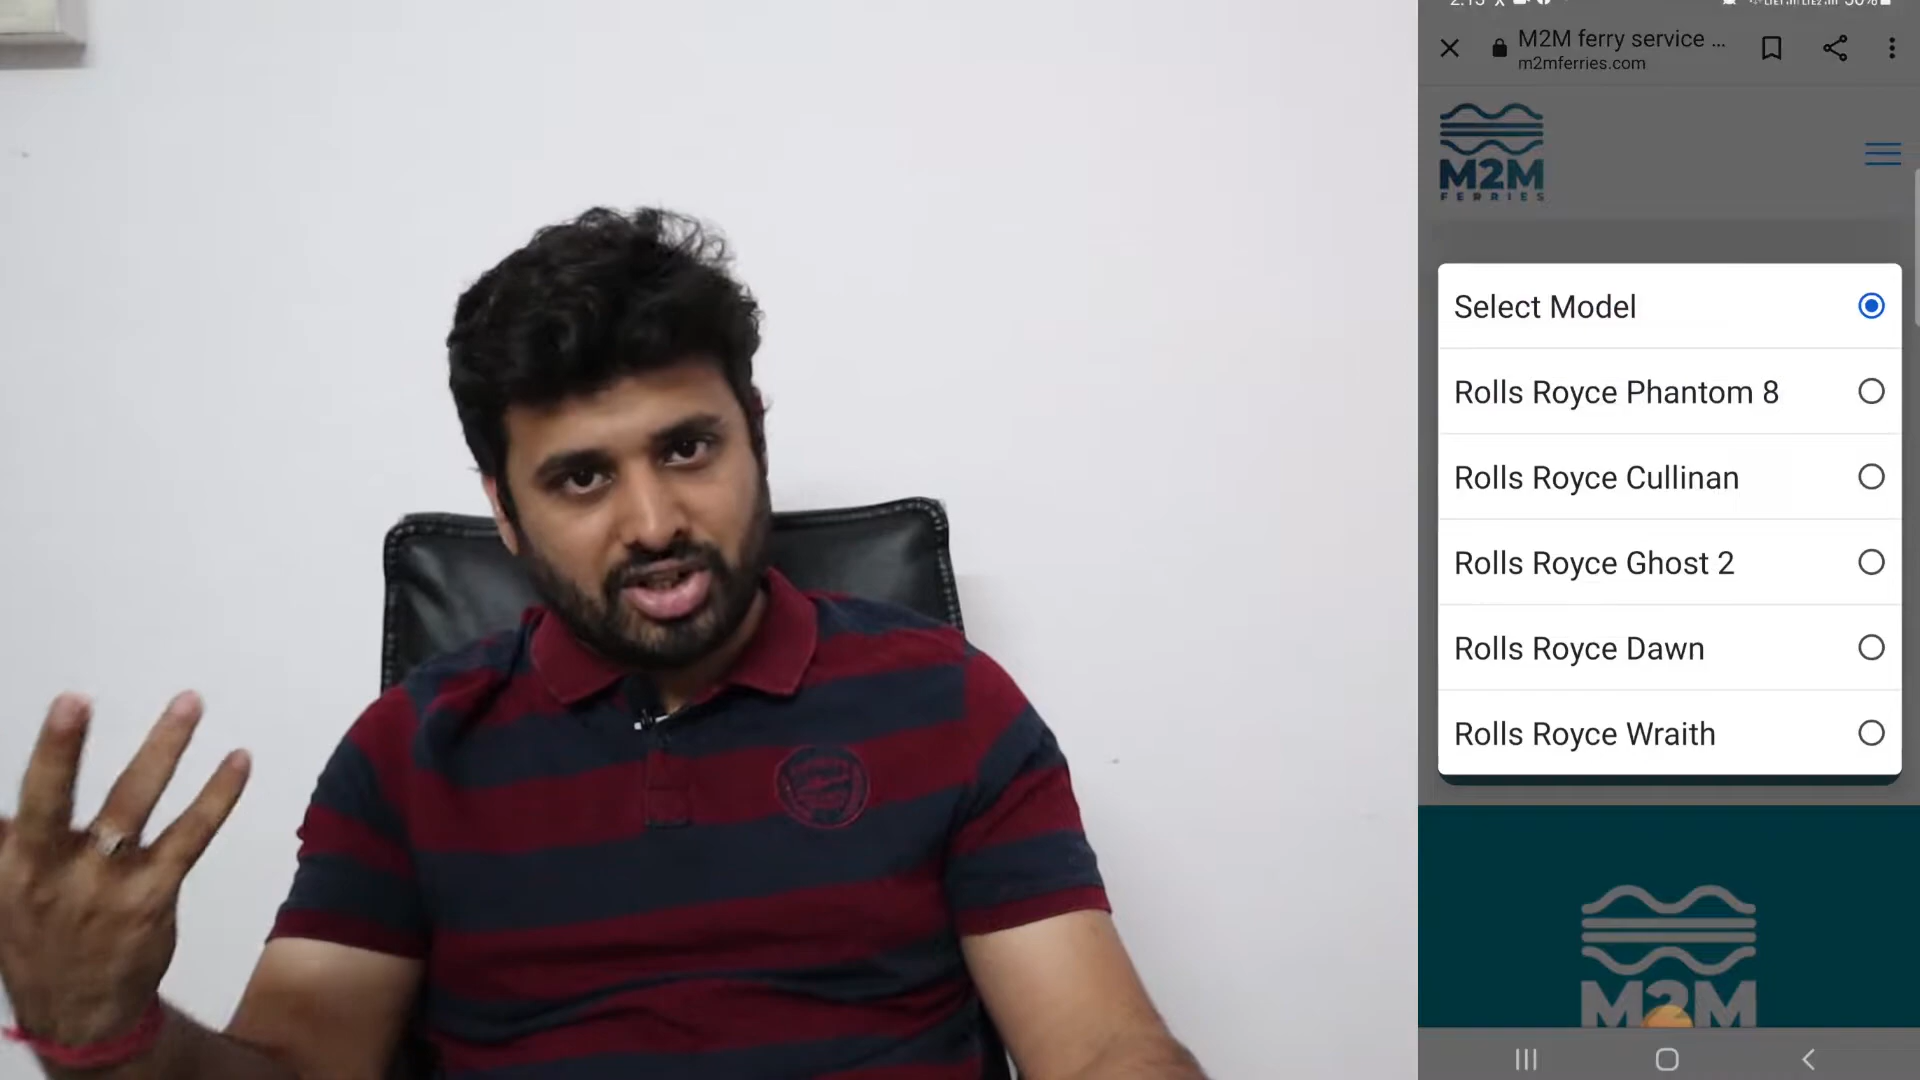 M2M ferry service ...
m2mferries.com
M2M
FERRIES
Select Model
Rolls Royce Phantom 8
Rolls Royce Cullinan
Rolls Royce Ghost 2
Rolls Royce Dawn
Rolls Royce Wraith
M2M